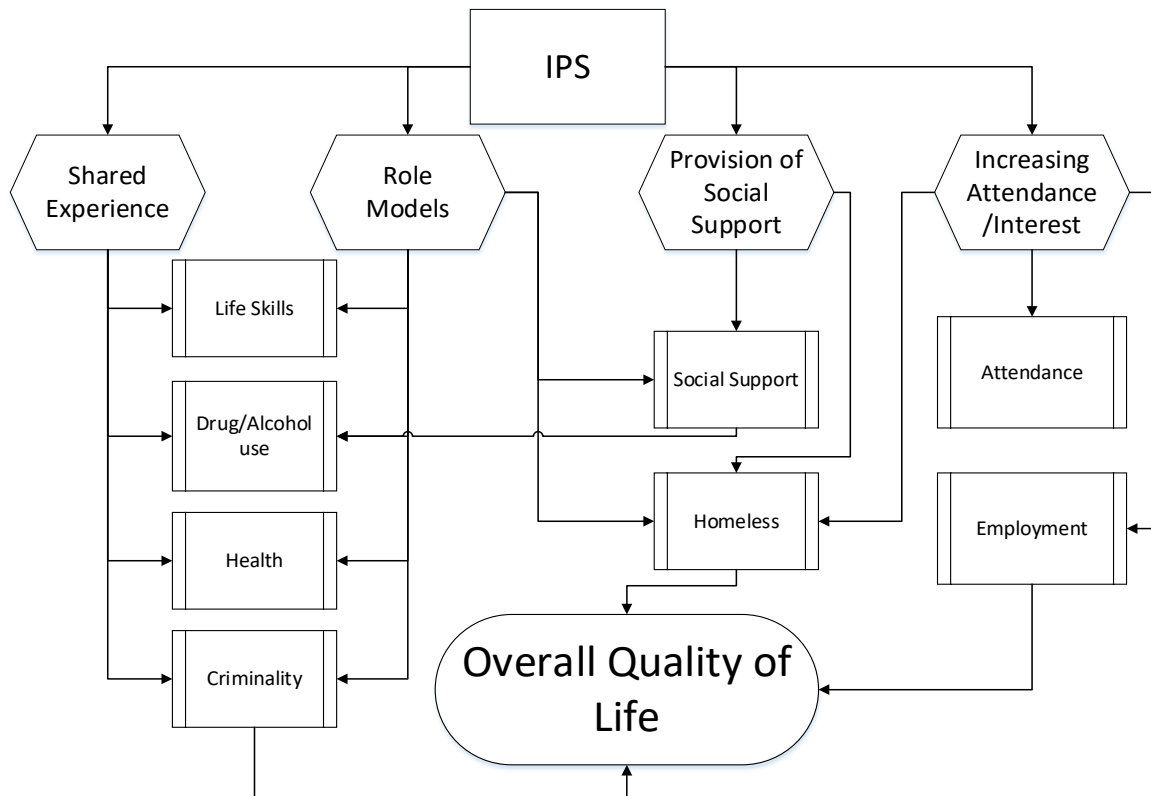 IPS
Shared
Experience
Role
Models
Provision of
Social
Support
Increasing
Attendance
/Interest
Life Skills
Social Support
Attendance
Drug/Alcohol
use
Homeless
Employment
Health
Criminality
Overall Quality of
Life